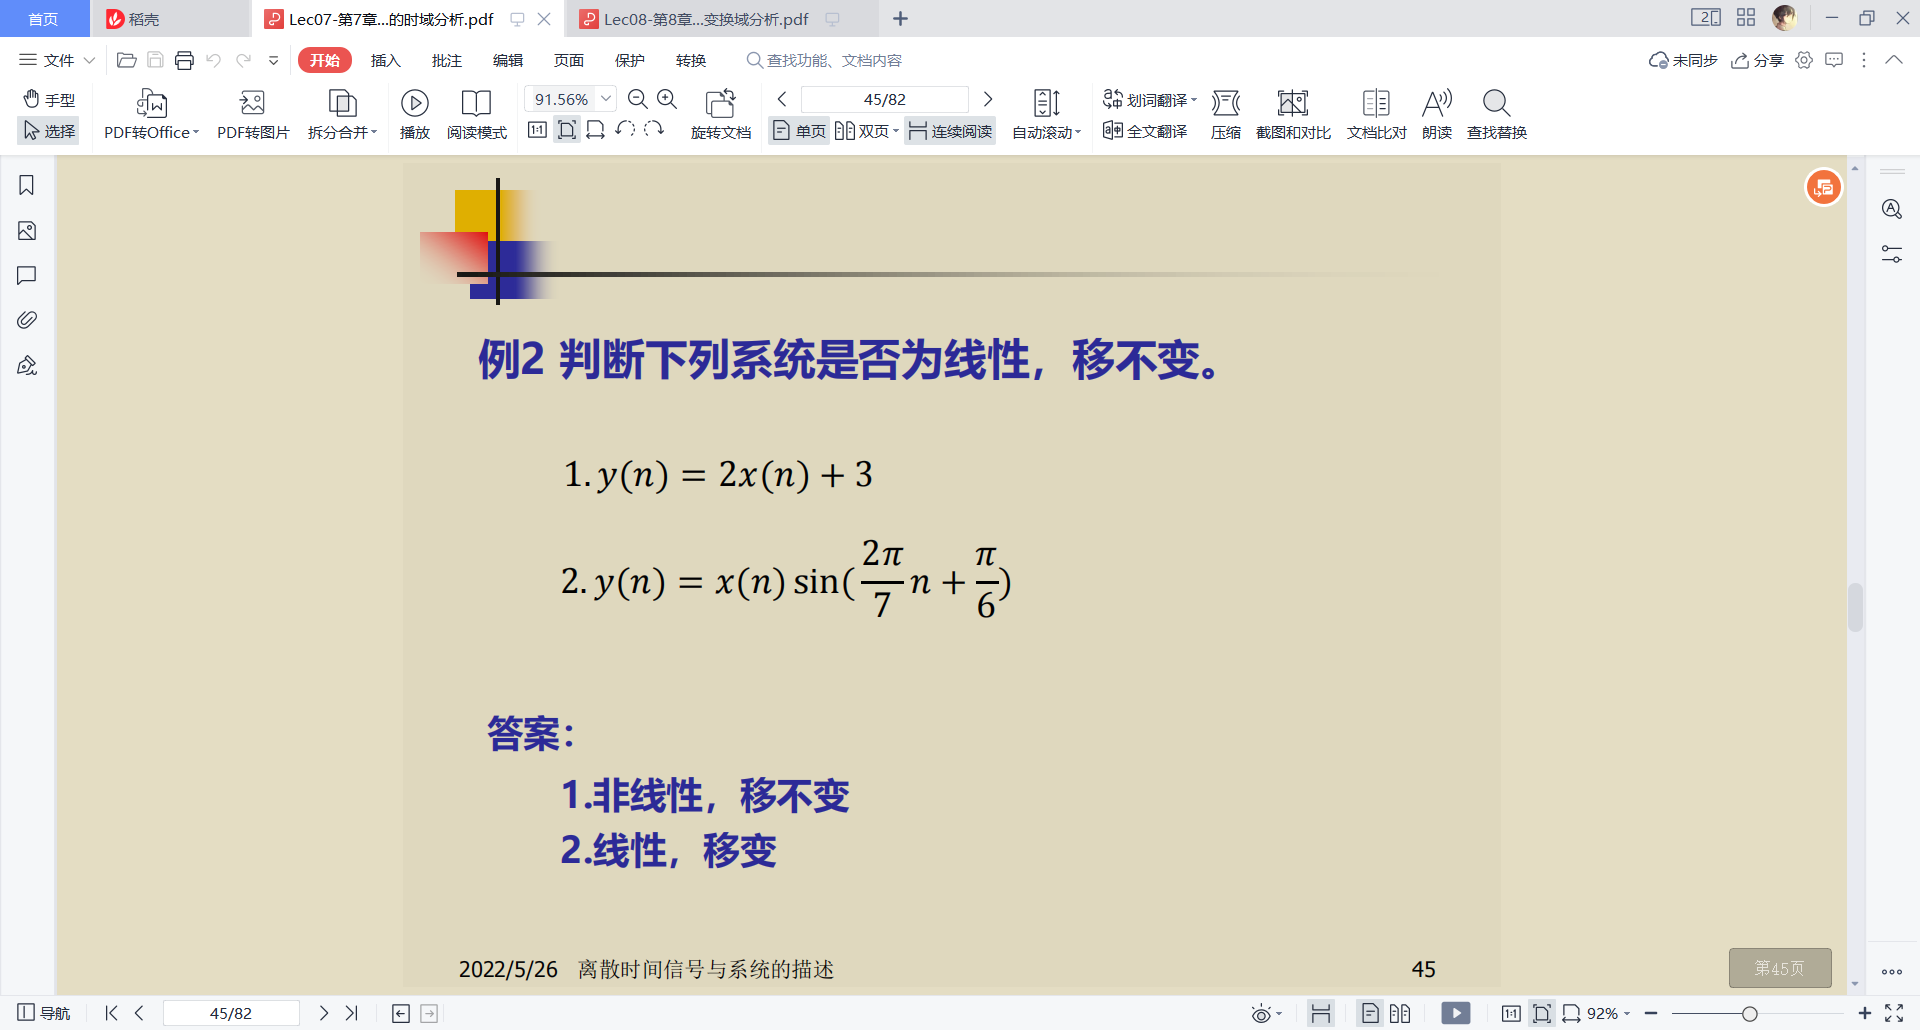 首页 稻壳 Lec07-第7章...的时域分析.pdf Lec08-第8章...变换域分析.pdf
文件 开始 插入 批注 编辑 页面 保护 转换 查找功能、文档内容 未同步 分享
手型 选择 PDF转Office PDF转图片 拆分合并 播放 阅读模式 91.56% 1:1 旋转文档 45/82 单页 双页 连续阅读 自动滚动 划词翻译 全文翻译 压缩 截图和对比 文档比对 朗读 查找替换
例2 判断下列系统是否为线性，移不变。
1. y(n) = 2x(n) + 3
2. y(n) = x(n) sin(2π/7 n + π/6)
答案：
1.非线性，移不变
2.线性，移变
2022/5/26 离散时间信号与系统的描述 45
第45页
导航 45/82 1:1 92%